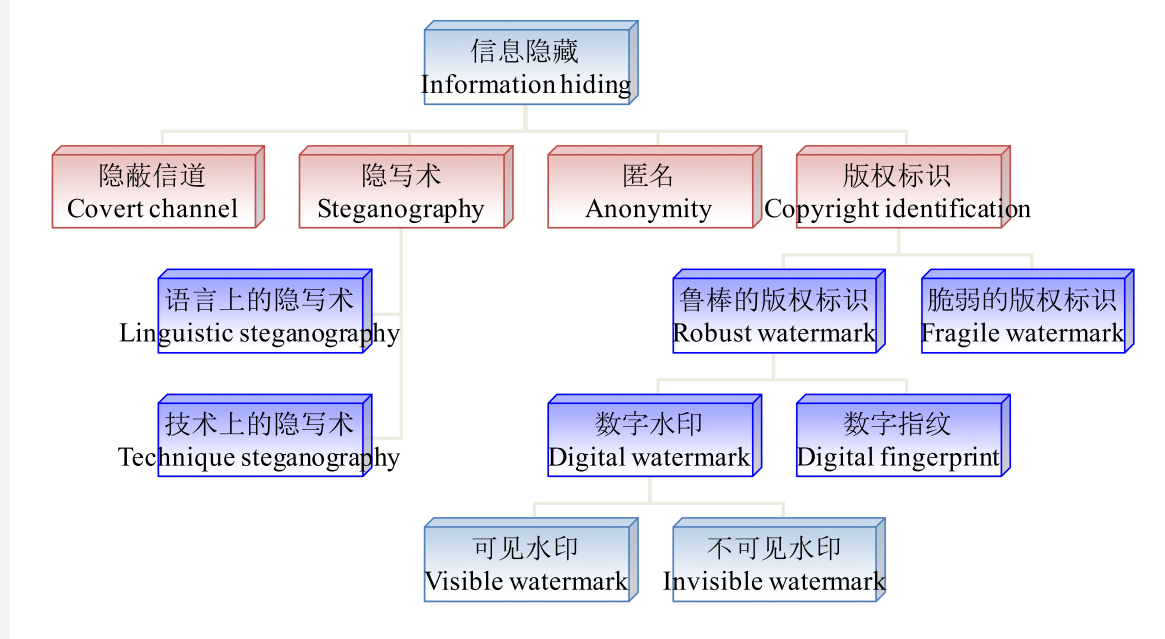 信息隐藏
Information hiding
隐蔽信道
Covert channel
隐写术
Steganography
匿名
Anonymity
版权标识
Copyright identification
语言上的隐写术
Linguistic steganography
鲁棒的版权标识
Robust watermark
脆弱的版权标识
Fragile watermark
技术上的隐写术
Technique steganography
数字水印
Digital watermark
数字指纹
Digital fingerprint
可见水印
Visible watermark
不可见水印
Invisible watermark